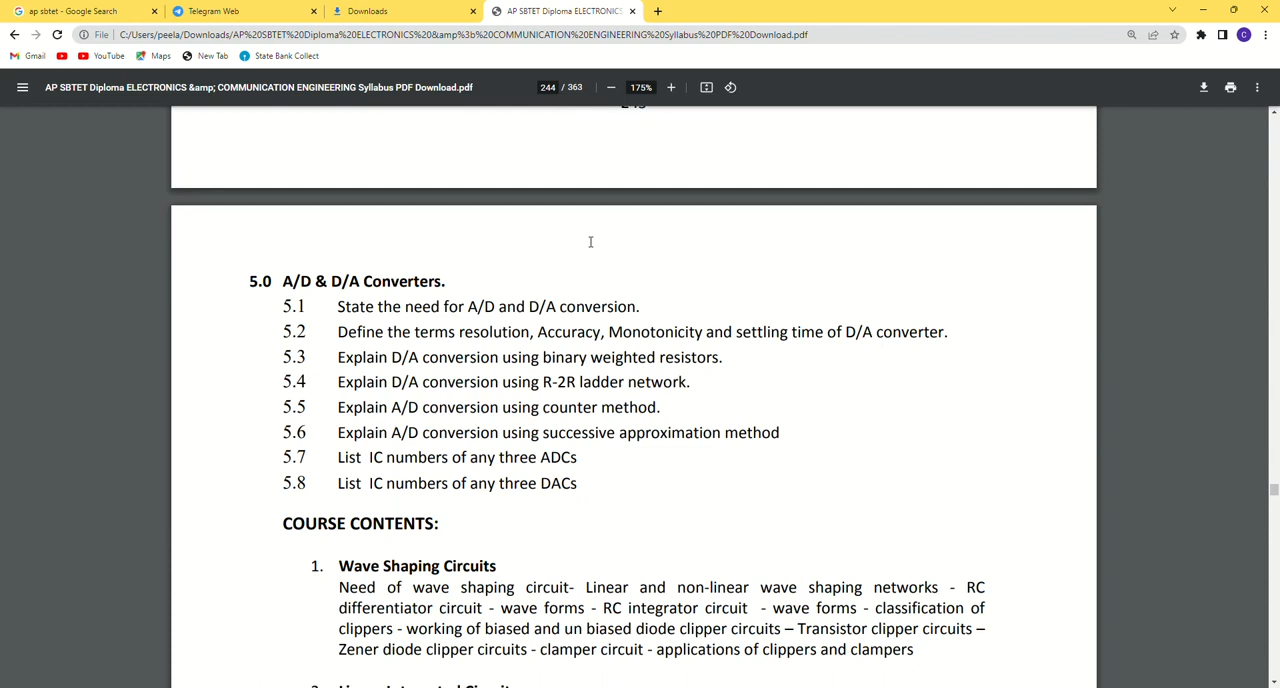 ap sbtet - Google Search
Telegram Web
Downloads
AP SBTET Diploma ELECTRONICS
File
C:/Users/peela/Downloads/AP%20SBTET%20Diploma%20ELECTRONICS%20&amp%3b%20COMMUNICATION%20ENGINEERING%20Syllabus%20PDF%20Download.pdf
C
Gmail
YouTube
Maps
New Tab
State Bank Collect
AP SBTET Diploma ELECTRONICS &amp; COMMUNICATION ENGINEERING Syllabus PDF Download.pdf
244 / 363
175%
5.0 A/D & D/A Converters.
5.1 State the need for A/D and D/A conversion.
5.2 Define the terms resolution, Accuracy, Monotonicity and settling time of D/A converter.
5.3 Explain D/A conversion using binary weighted resistors.
5.4 Explain D/A conversion using R-2R ladder network.
5.5 Explain A/D conversion using counter method.
5.6 Explain A/D conversion using successive approximation method
5.7 List IC numbers of any three ADCs
5.8 List IC numbers of any three DACs
COURSE CONTENTS:
1. Wave Shaping Circuits
Need of wave shaping circuit- Linear and non-linear wave shaping networks - RC
differentiator circuit - wave forms - RC integrator circuit - wave forms - classification of
clippers - working of biased and un biased diode clipper circuits – Transistor clipper circuits –
Zener diode clipper circuits - clamper circuit - applications of clippers and clampers